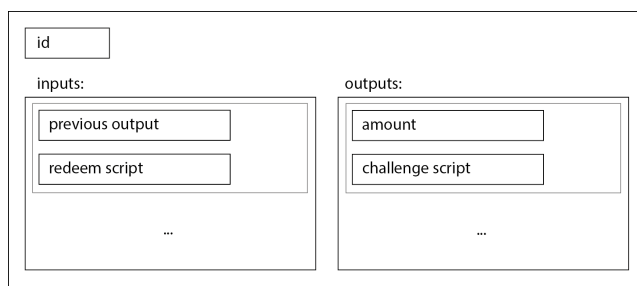 id
inputs:
previous output
redeem script
...
outputs:
amount
challenge script
...